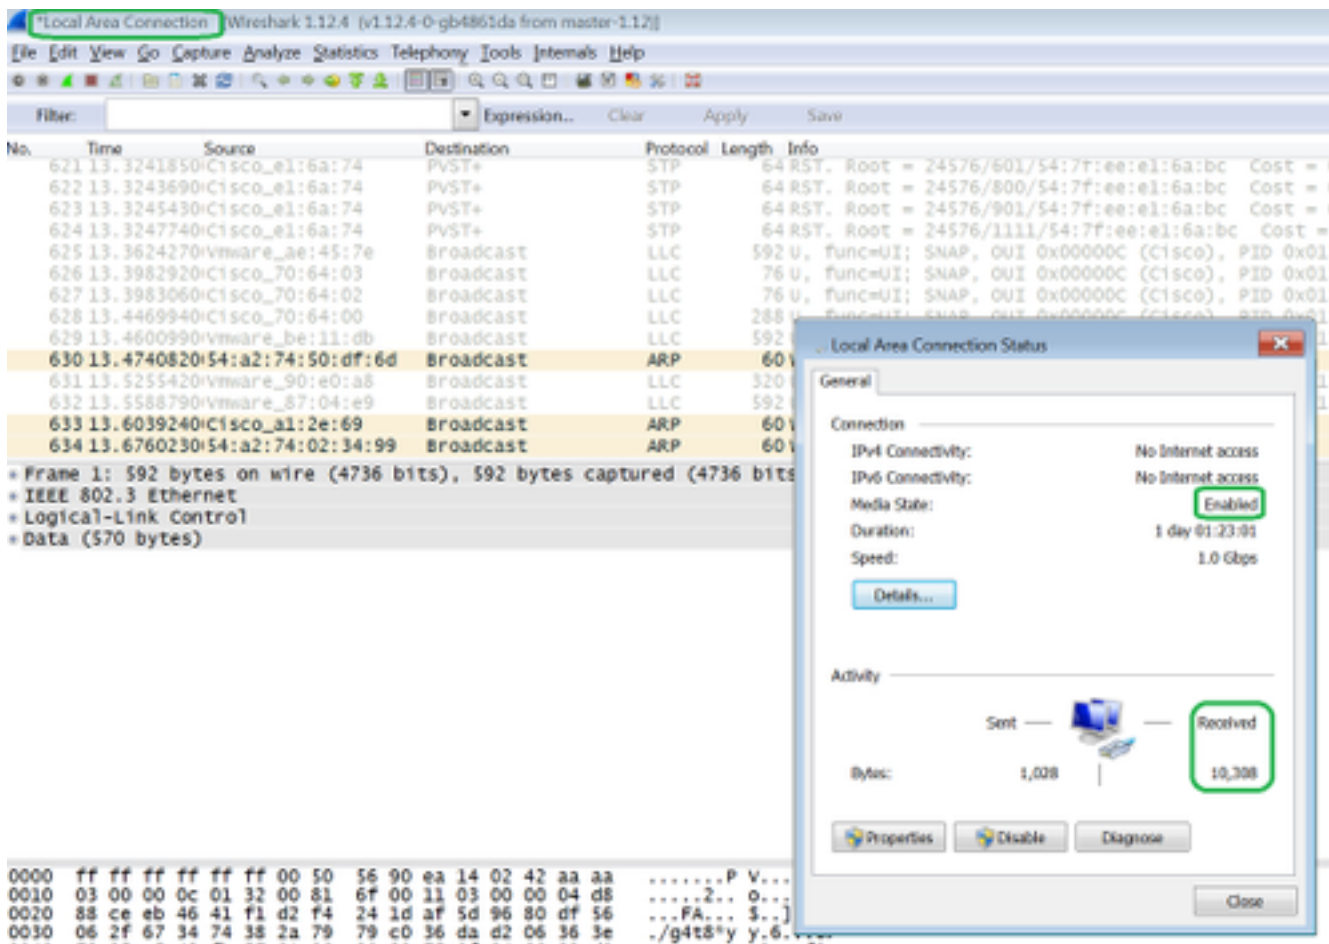 *Local Area Connection [Wireshark 1.12.4 (v1.12.4-0-gb4861da from master-1.12)]
File Edit View Go Capture Analyze Statistics Telephony Tools Internals Help
Filter: Expression... Clear Apply Save
No. Time Source Destination Protocol Length Info
621 13.3241850 Cisco_e1:6a:74 PVST+ STP 64 RST. Root = 24576/601/54:7f:ee:e1:6a:bc Cost =
622 13.3243690 Cisco_e1:6a:74 PVST+ STP 64 RST. Root = 24576/800/54:7f:ee:e1:6a:bc Cost =
623 13.3245430 Cisco_e1:6a:74 PVST+ STP 64 RST. Root = 24576/901/54:7f:ee:e1:6a:bc Cost =
624 13.3247740 Cisco_e1:6a:74 PVST+ STP 64 RST. Root = 24576/1111/54:7f:ee:e1:6a:bc Cost =
625 13.3624270 Vmware_ae:45:7e Broadcast LLC 592 U, func=UI; SNAP, OUI 0x00000C (Cisco), PID 0x01
626 13.3982920 Cisco_70:64:03 Broadcast LLC 76 U, func=UI; SNAP, OUI 0x00000C (Cisco), PID 0x01
627 13.3983060 Cisco_70:64:02 Broadcast LLC 76 U, func=UI; SNAP, OUI 0x00000C (Cisco), PID 0x01
628 13.4469940 Cisco_70:64:00 Broadcast LLC 288 U, func=UI; SNAP, OUI 0x00000C (Cisco), PID 0x01
629 13.4600990 Vmware_be:11:db Broadcast LLC 592
630 13.4740820 54:a2:74:50:df:6d Broadcast ARP 60
631 13.5255420 Vmware_90:e0:a8 Broadcast LLC 320
632 13.5588790 Vmware_87:04:e9 Broadcast LLC 592
633 13.6039240 Cisco_a1:2e:69 Broadcast ARP 60
634 13.6760230 54:a2:74:02:34:99 Broadcast ARP 60
Frame 1: 592 bytes on wire (4736 bits), 592 bytes captured (4736 bits
IEEE 802.3 Ethernet
Logical-Link Control
Data (570 bytes)
Local Area Connection Status
General
Connection
IPv4 Connectivity: No Internet access
IPv6 Connectivity: No Internet access
Media State: Enabled
Duration: 1 day 01:23:01
Speed: 1.0 Gbps
Details...
Activity
Sent Received
Bytes: 1,028 10,308
Properties Disable Diagnose
Close
0000 ff ff ff ff ff ff 00 50 56 90 ea 14 02 42 aa aa .......P V...
0010 03 00 00 0c 01 32 00 81 6f 00 11 03 00 00 04 d8 .....2.. o...
0020 88 ce eb 46 41 f1 d2 f4 24 1d af 5d 96 80 df 56 ...FA... $..]
0030 06 2f 67 34 74 38 2a 79 79 c0 36 da d2 06 36 3e ./g4t8*y y.6.